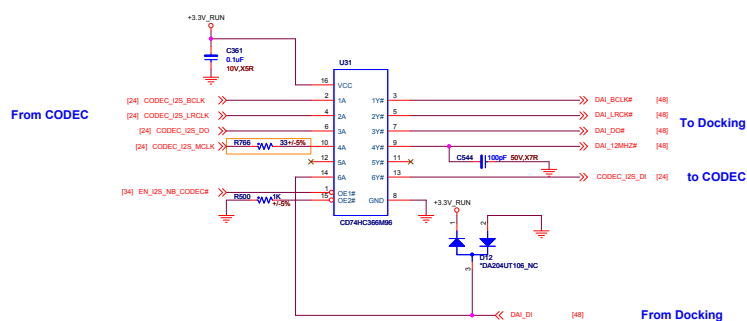 +3.3V_RUN
C361
0.1uF
10V,X5R
U31
16 VCC
From CODEC
[24] CODEC_I2S_BCLK 2 1A 1Y# 3 DAI_BCLK# [48]
[24] CODEC_I2S_LRCLK 4 2A 2Y# 5 DAI_LRCK# [48]
To Docking
[24] CODEC_I2S_DO 6 3A 3Y# 7 DAI_DO# [48]
[24] CODEC_I2S_MCLK R766 33+/-5% 10 4A 4Y# 9 DAI_12MHZ# [48]
12 5A 5Y# 11 C544 100pF 50V,X7R
14 6A 6Y# 13 CODEC_I2S_DI [24] to CODEC
[34] EN_I2S_NB_CODEC# 1 OE1#
R500 1K 15 OE2# GND 8
+/-5%
+3.3V_RUN
CD74HC366M96
1 2
D12
*DA204UT106_NC
3
DAI_DI [48] From Docking